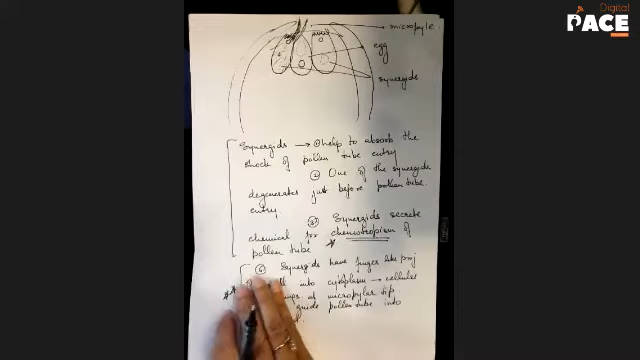 Digital
PACE
micropyle
egg
synergids
Synergids → ① help to absorb the
shock of pollen tube entry
② One of the synergids
degenerates just before pollen tube
entry
③ Synergids secrete
chemical for chemotropism of
pollen tube
④ Synergids have finger like proj
into cytoplasm → cellular
of micropylar tip
guide pollen tube into